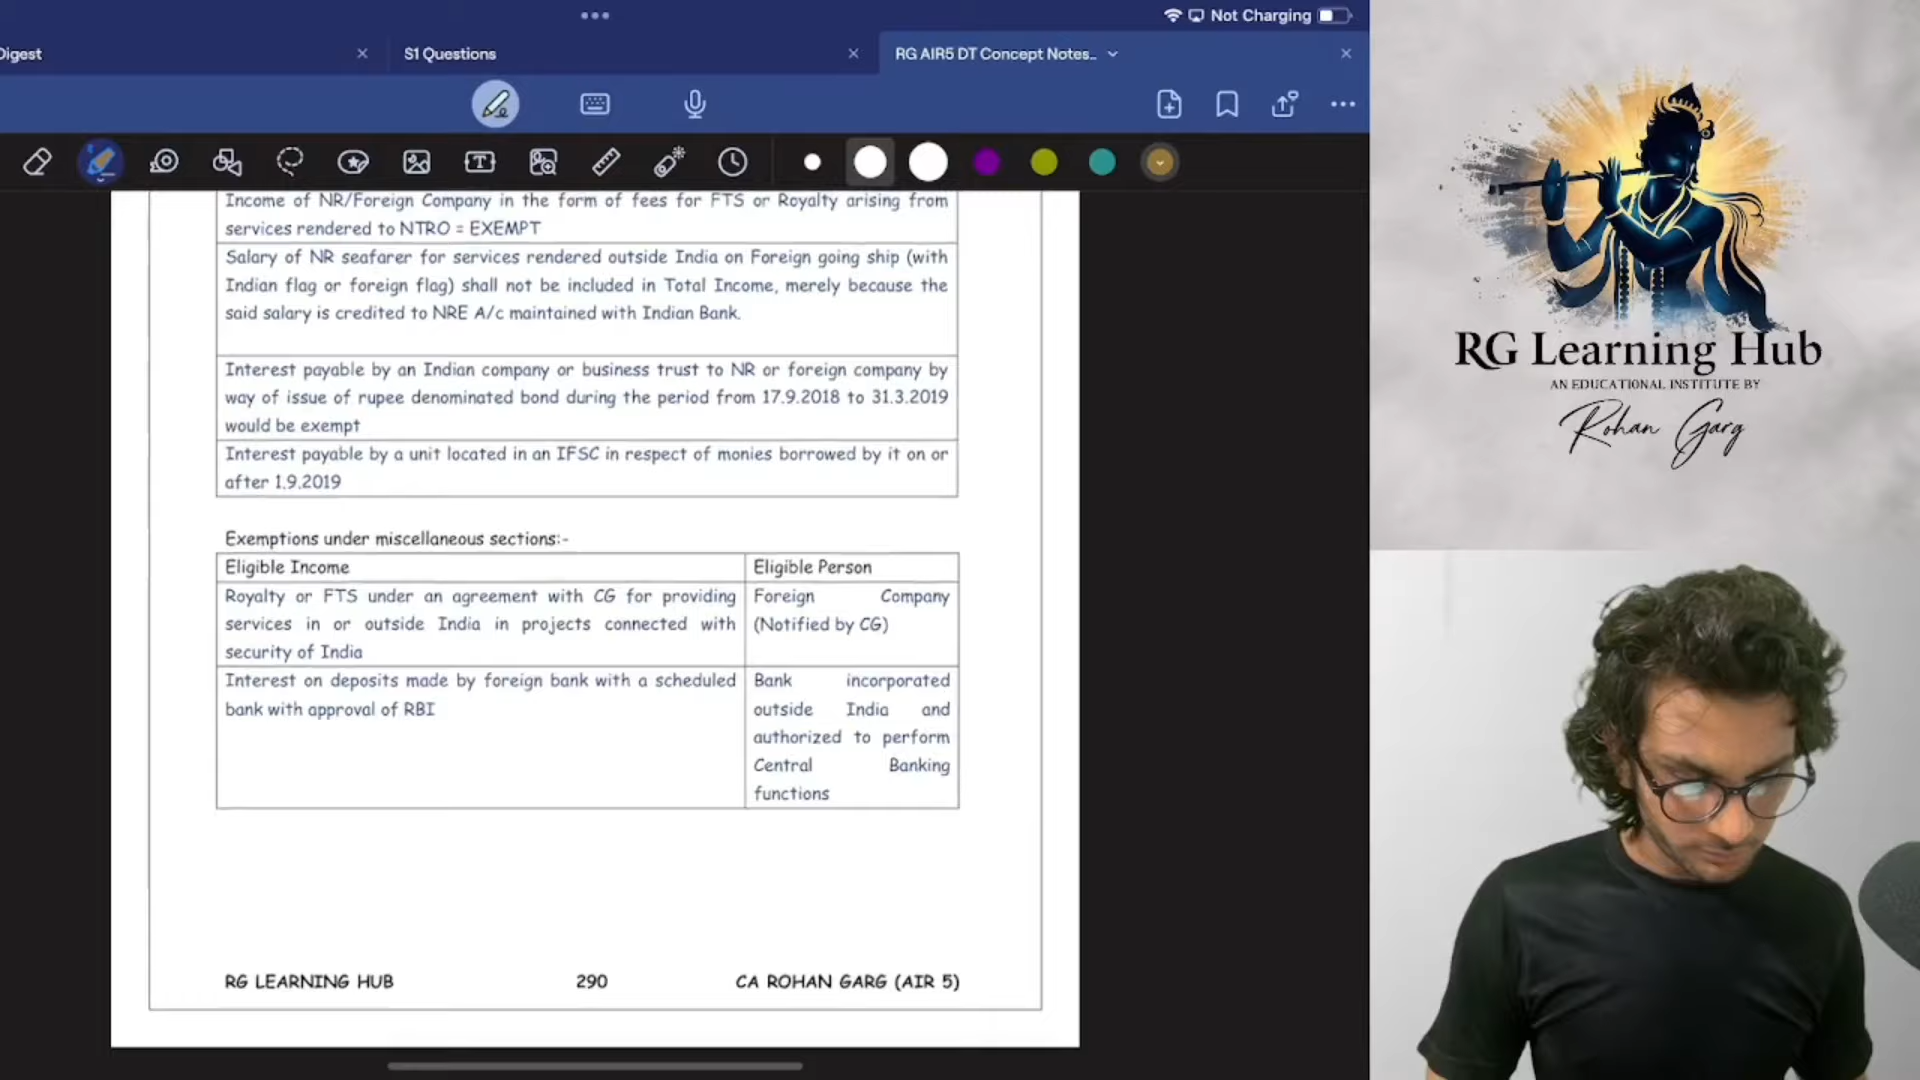 Not Charging
Digest
S1 Questions
RG AIR5 DT Concept Notes..
Income of NR/Foreign Company in the form of fees for FTS or Royalty arising from
services rendered to NTRO = EXEMPT
Salary of NR seafarer for services rendered outside India on Foreign going ship (with
Indian flag or foreign flag) shall not be included in Total Income, merely because the
said salary is credited to NRE A/c maintained with Indian Bank.
Interest payable by an Indian company or business trust to NR or foreign company by
way of issue of rupee denominated bond during the period from 17.9.2018 to 31.3.2019
would be exempt
Interest payable by a unit located in an IFSC in respect of monies borrowed by it on or
after 1.9.2019
Exemptions under miscellaneous sections:-
Eligible Income
Eligible Person
Royalty or FTS under an agreement with CG for providing
services in or outside India in projects connected with
security of India
Foreign Company
(Notified by CG)
Interest on deposits made by foreign bank with a scheduled
bank with approval of RBI
Bank incorporated
outside India and
authorized to perform
Central Banking
functions
RG LEARNING HUB 290 CA ROHAN GARG (AIR 5)
RG Learning Hub
AN EDUCATIONAL INSTITUTE BY
Rohan Garg